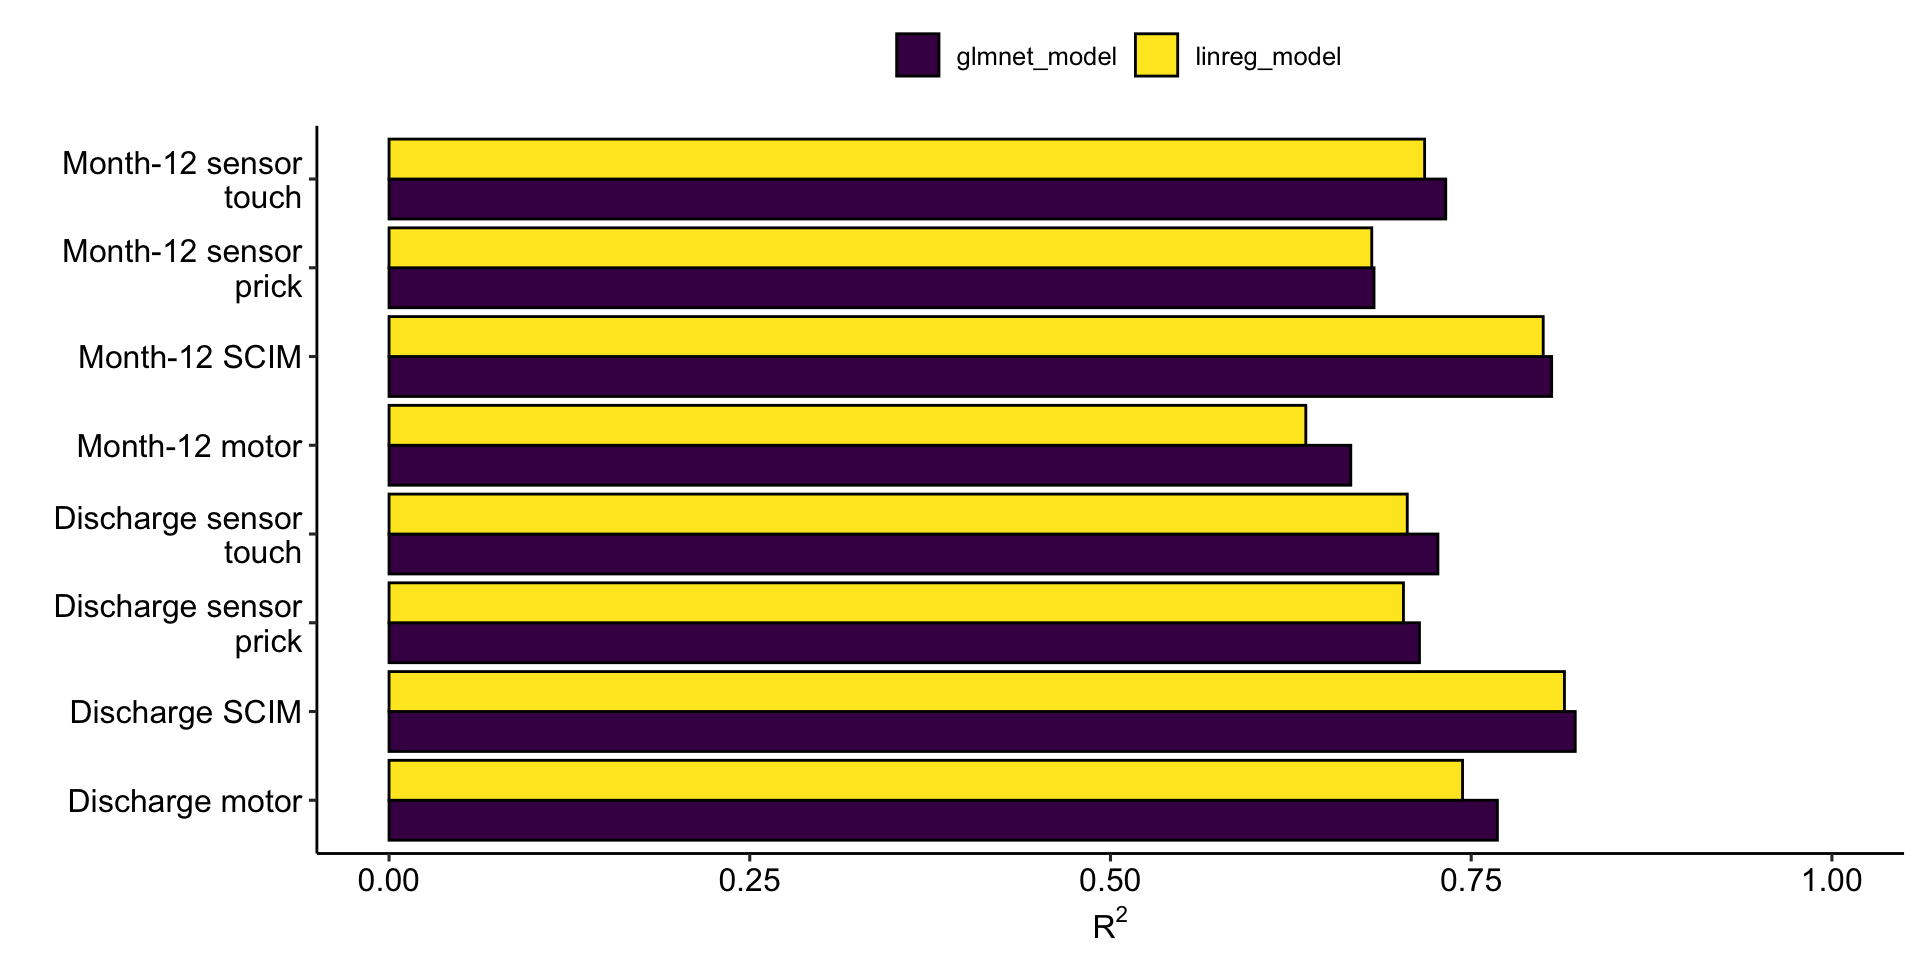 glmnet_model linreg_model
Month-12 sensor
touch
Month-12 sensor
prick
Month-12 SCIM
Month-12 motor
Discharge sensor
touch
Discharge sensor
prick
Discharge SCIM
Discharge motor
0.00 0.25 0.50 0.75 1.00
R²